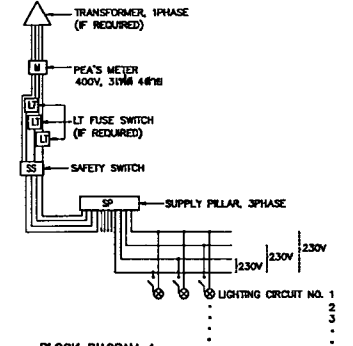 TRANSFORMER, 1PHASE
(IF REQUIRED)
M
PEA'S METER
400V, 3เฟส 4สาย
LT
LT
LT
LT FUSE SWITCH
(IF REQUIRED)
SS
SAFETY SWITCH
SP
SUPPLY PILLAR, 3PHASE
230V
230V
230V
LIGHTING CIRCUIT NO. 1
2
3
BLOCK DIAGRAM